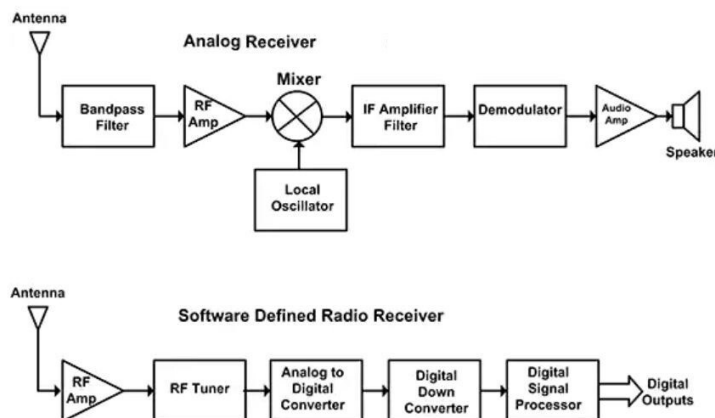 Antenna
Analog Receiver
Bandpass
Filter
RF
Amp
Mixer
Local
Oscillator
IF Amplifier
Filter
Demodulator
Audio
Amp
Speaker
Antenna
Software Defined Radio Receiver
RF
Amp
RF Tuner
Analog to
Digital
Converter
Digital
Down
Converter
Digital
Signal
Processor
Digital
Outputs